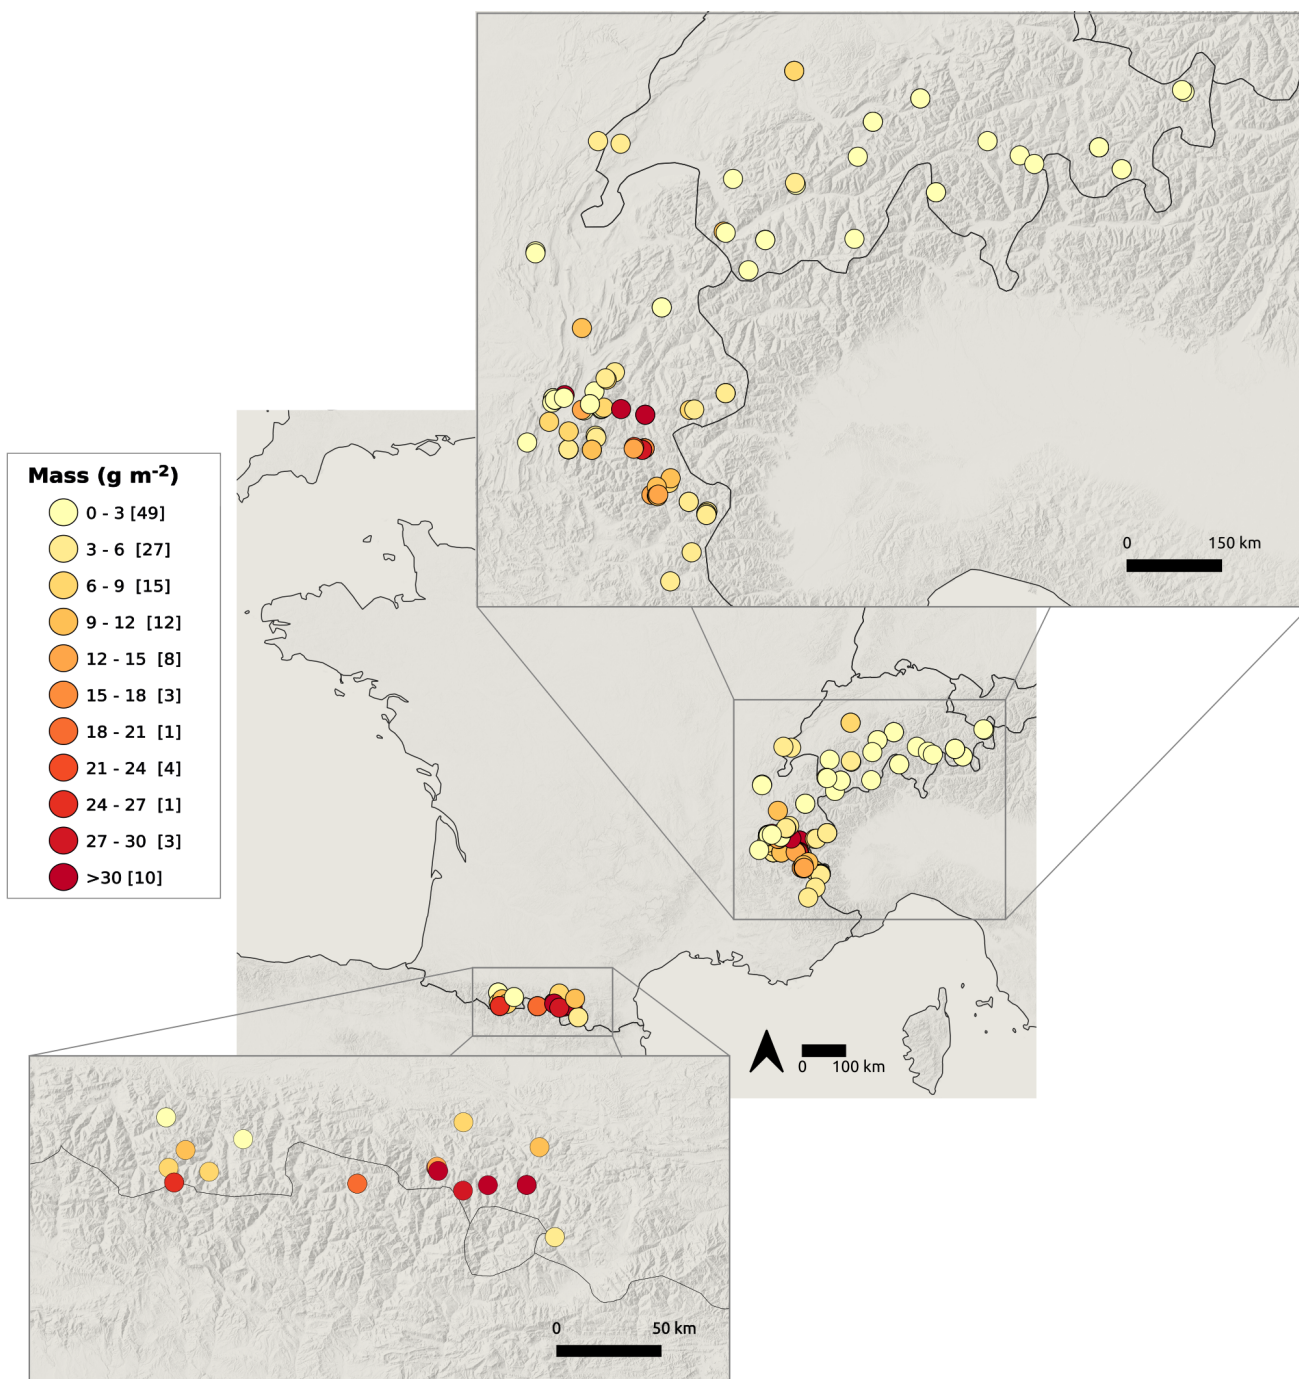 0 150 km
Mass (g m⁻²)
0 - 3 [49]
3 - 6 [27]
6 - 9 [15]
9 - 12 [12]
12 - 15 [8]
15 - 18 [3]
18 - 21 [1]
21 - 24 [4]
24 - 27 [1]
27 - 30 [3]
>30 [10]
0 100 km
0 50 km